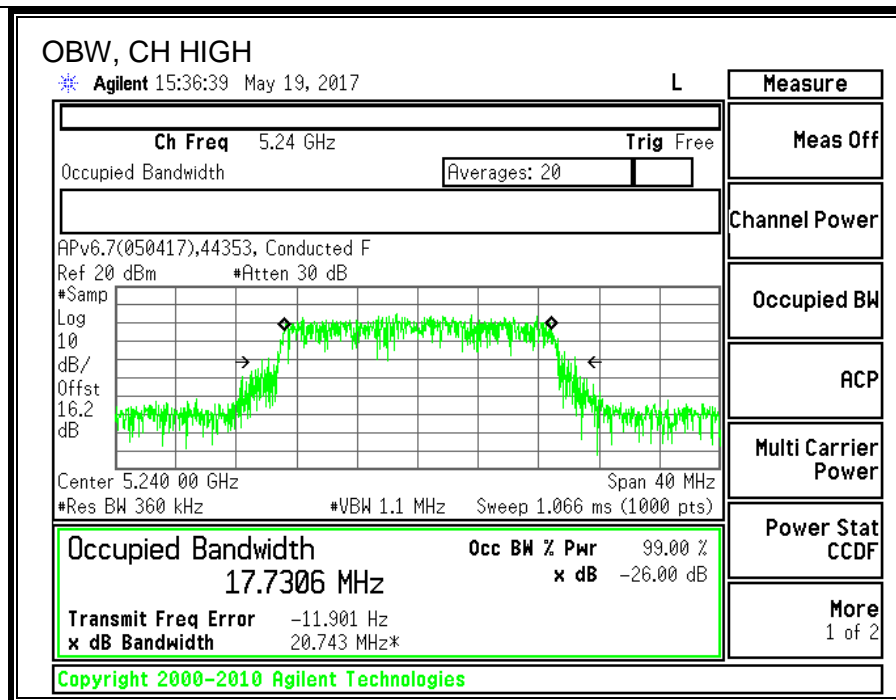 OBW, CH HIGH
Agilent 15:36:39 May 19, 2017 L
Measure
Ch Freq 5.24 GHz Trig Free
Meas Off
Occupied Bandwidth Averages: 20
Channel Power
APv6.7(050417),44353, Conducted F
Ref 20 dBm #Atten 30 dB
#Samp
Log
10
dB/
Offst
16.2
dB
Occupied BW
ACP
Multi Carrier
Power
Center 5.240 00 GHz Span 40 MHz
#Res BW 360 kHz #VBW 1.1 MHz Sweep 1.066 ms (1000 pts)
Power Stat
CCDF
Occupied Bandwidth Occ BW % Pwr 99.00 %
17.7306 MHz x dB -26.00 dB
Transmit Freq Error -11.901 Hz
x dB Bandwidth 20.743 MHz*
More
1 of 2
Copyright 2000-2010 Agilent Technologies